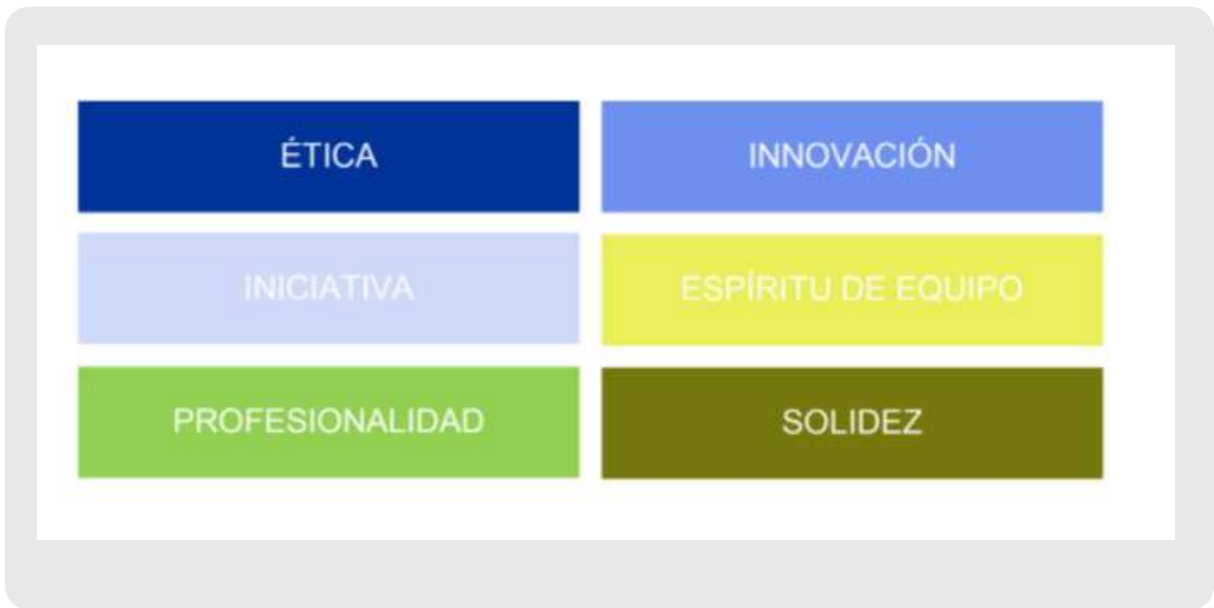 ÉTICA
INNOVACIÓN
INICIATIVA
ESPÍRITU DE EQUIPO
PROFESIONALIDAD
SOLIDEZ